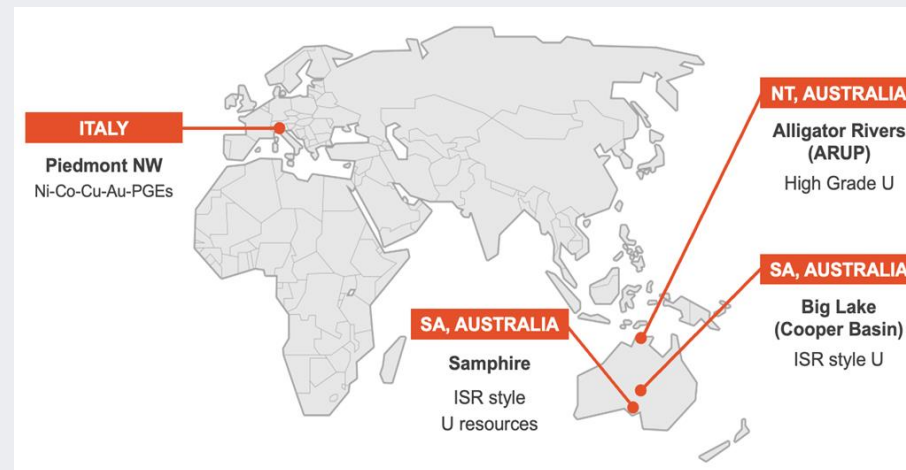 ITALY
Piedmont NW
Ni-Co-Cu-Au-PGEs
NT, AUSTRALIA
Alligator Rivers
(ARUP)
High Grade U
SA, AUSTRALIA
Big Lake
(Cooper Basin)
ISR style U
SA, AUSTRALIA
Samphire
ISR style
U resources